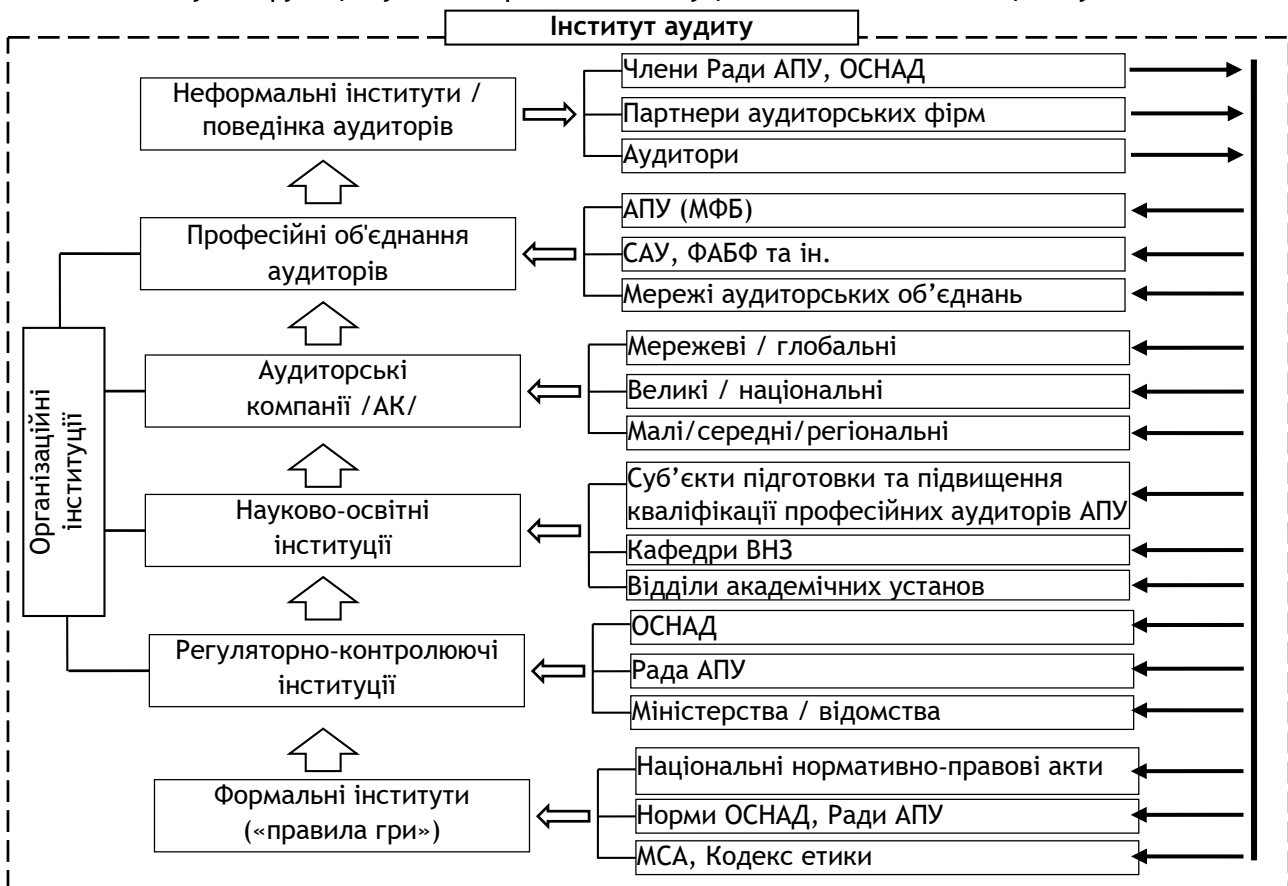 Інститут аудиту
Неформальні інститути /
поведінка аудиторів
Члени Ради АПУ, ОСНАД
Партнери аудиторських фірм
Аудитори
Професійні об'єднання
аудиторів
АПУ (МФБ)
САУ, ФАБФ та ін.
Мережі аудиторських об’єднань
Організаційні
інституції
Аудиторські
компанії /АК/
Мережеві / глобальні
Великі / національні
Малі/середні/регіональні
Науково-освітні
інституції
Суб’єкти підготовки та підвищення
кваліфікації професійних аудиторів АПУ
Кафедри ВНЗ
Відділи академічних установ
Регуляторно-контролюючі
інституції
ОСНАД
Рада АПУ
Міністерства / відомства
Формальні інститути
(«правила гри»)
Національні нормативно-правові акти
Норми ОСНАД, Ради АПУ
МСА, Кодекс етики